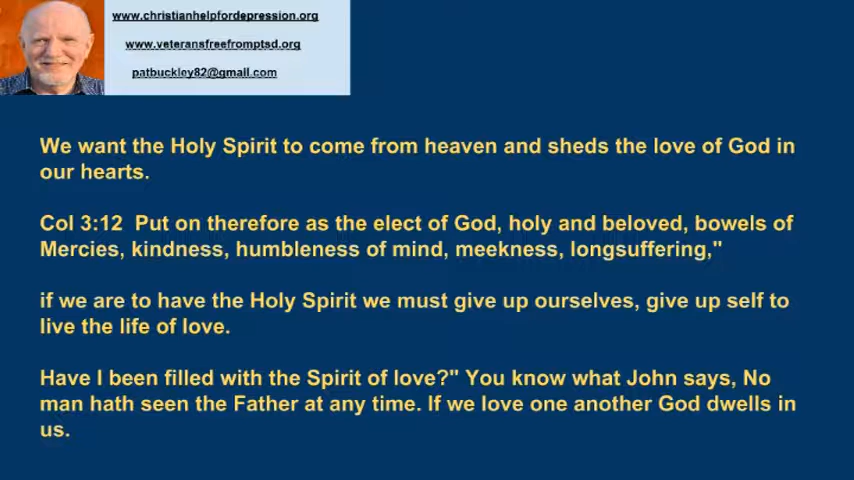 www.christianhelpfordepression.org
www.veteransfreefromptsd.org
patbuckley82@gmail.com
We want the Holy Spirit to come from heaven and sheds the love of God in
our hearts.
Col 3:12  Put on therefore as the elect of God, holy and beloved, bowels of
Mercies, kindness, humbleness of mind, meekness, longsuffering,"
if we are to have the Holy Spirit we must give up ourselves, give up self to
live the life of love.
Have I been filled with the Spirit of love?" You know what John says, No
man hath seen the Father at any time. If we love one another God dwells in
us.